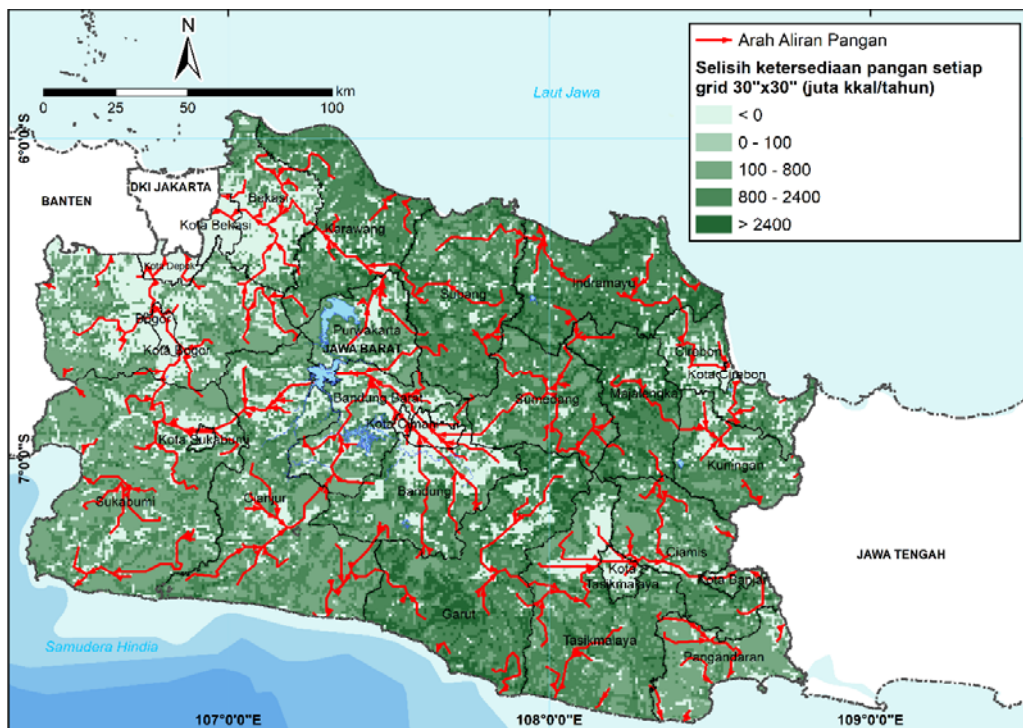 N
km
0 25 50 100
Laut Jawa
Arah Aliran Pangan
Selisih ketersediaan pangan setiap
grid 30"x30" (juta kkal/tahun)
< 0
0 - 100
100 - 800
800 - 2400
> 2400
6°0'0"S
7°0'0"S
BANTEN
DKI JAKARTA
Bekasi
Kota Bekasi
Karawang
Kota Depok
Subang
Indramayu
Bogor
Kota Bogor
Purwakarta
JAWA BARAT
Cirebon
Kota Cirebon
Bandung Barat
Sumedang
Majalengka
Kota Cimahi
Kota Sukabumi
Kuningan
Bandung
Sukabumi
Cianjur
Ciamis
Kota
Tasikmalaya
Kota Banjar
JAWA TENGAH
Garut
Tasikmalaya
Pangandaran
Samudera Hindia
107°0'0"E
108°0'0"E
109°0'0"E